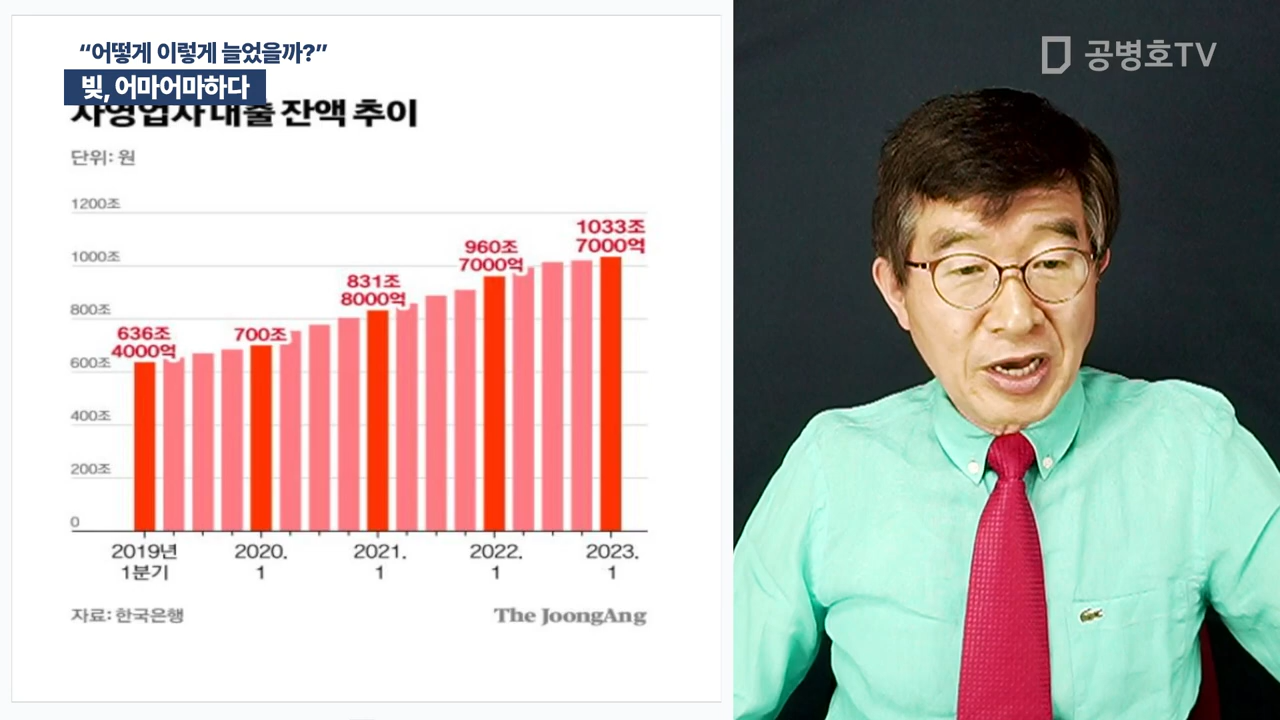 “어떻게 이렇게 늘었을까?”
빚, 어마어마하다
공병호TV
자영업자 대출 잔액 추이
단위: 원
1200조
1000조
800조
600조
400조
200조
0
636조
4000억
700조
831조
8000억
960조
7000억
1033조
7000억
2019년
1분기
2020.
1
2021.
1
2022.
1
2023.
1
자료: 한국은행
The JoongAng